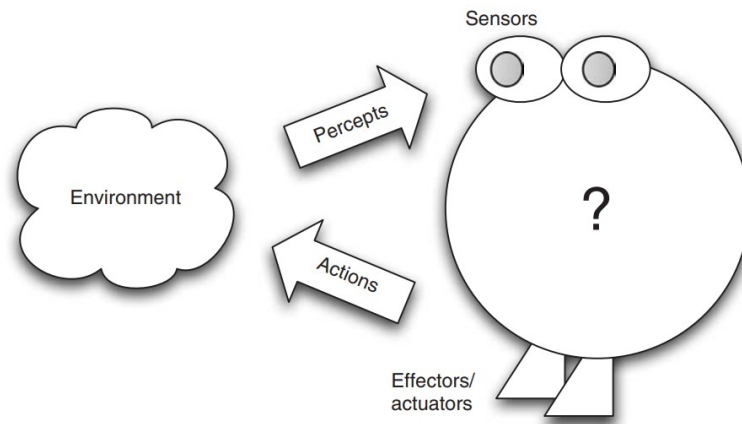 Sensors
Percepts
Environment
?
Actions
Effectors/
actuators